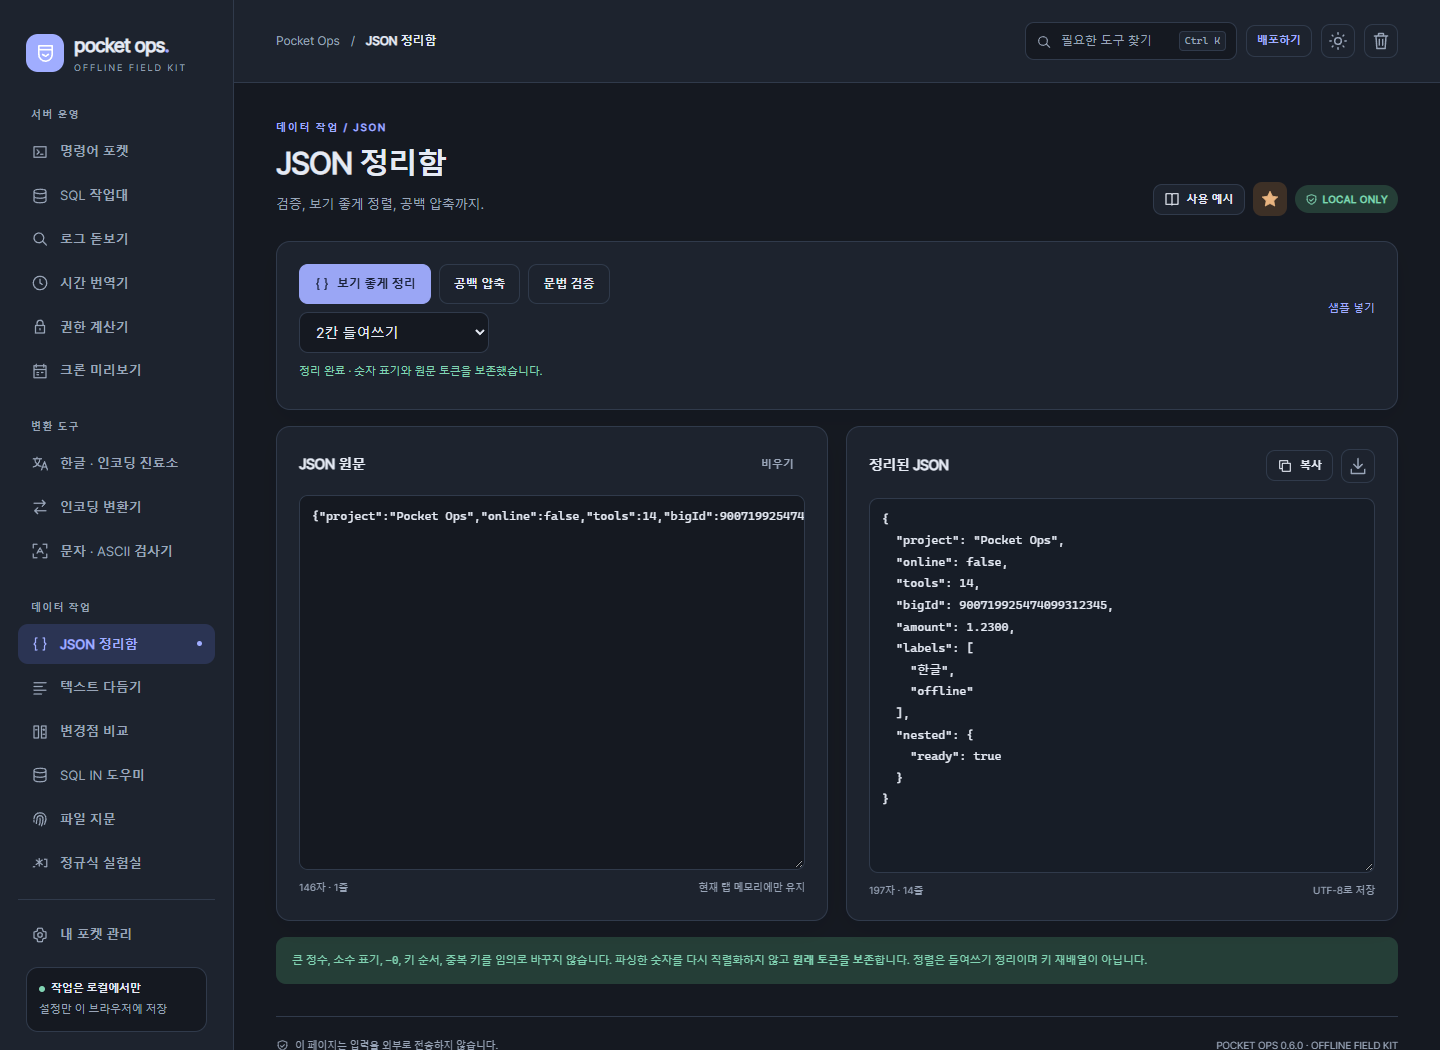 pocket ops.
OFFLINE FIELD KIT
서버 운영
명령어 포켓
SQL 작업대
로그 돋보기
시간 번역기
권한 계산기
크론 미리보기
변환 도구
한글 · 인코딩 진료소
인코딩 변환기
문자 · ASCII 검사기
데이터 작업
JSON 정리함
텍스트 다듬기
변경점 비교
SQL IN 도우미
파일 지문
정규식 실험실
내 포켓 관리
작업은 로컬에서만
설정만 이 브라우저에 저장
Pocket Ops / JSON 정리함
필요한 도구 찾기 Ctrl K
배포하기
데이터 작업 / JSON
JSON 정리함
검증, 보기 좋게 정렬, 공백 압축까지.
사용 예시
LOCAL ONLY
{ } 보기 좋게 정리
공백 압축
문법 검증
2칸 들여쓰기
샘플 넣기
정리 완료 · 숫자 표기와 원문 토큰을 보존했습니다.
JSON 원문
비우기
{"project":"Pocket Ops","online":false,"tools":14,"bigId":900719925474
146자 · 1줄
현재 탭 메모리에만 유지
정리된 JSON
복사
{
  "project": "Pocket Ops",
  "online": false,
  "tools": 14,
  "bigId": 900719925474099312345,
  "amount": 1.2300,
  "labels": [
    "한글",
    "offline"
  ],
  "nested": {
    "ready": true
  }
}
197자 · 14줄
UTF-8로 저장
큰 정수, 소수 표기, −0, 키 순서, 중복 키를 임의로 바꾸지 않습니다. 파싱한 숫자를 다시 직렬화하지 않고 원래 토큰을 보존합니다. 정렬은 들여쓰기 정리이며 키 재배열이 아닙니다.
이 페이지는 입력을 외부로 전송하지 않습니다.
POCKET OPS 0.6.0 · OFFLINE FIELD KIT